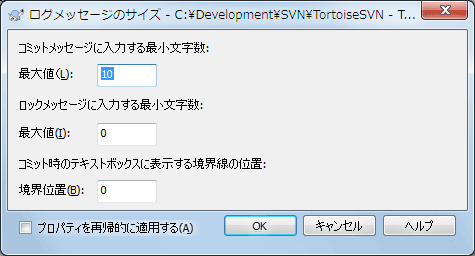 ログメッセージのサイズ - C:¥Development¥SVN¥TortoiseSVN - T...
コミットメッセージに入力する最小文字数:
最大値(L): 10
ロックメッセージに入力する最小文字数:
最大値(I): 0
コミット時のテキストボックスに表示する境界線の位置:
境界位置(B): 0
プロパティを再帰的に適用する(A) OK キャンセル ヘルプ